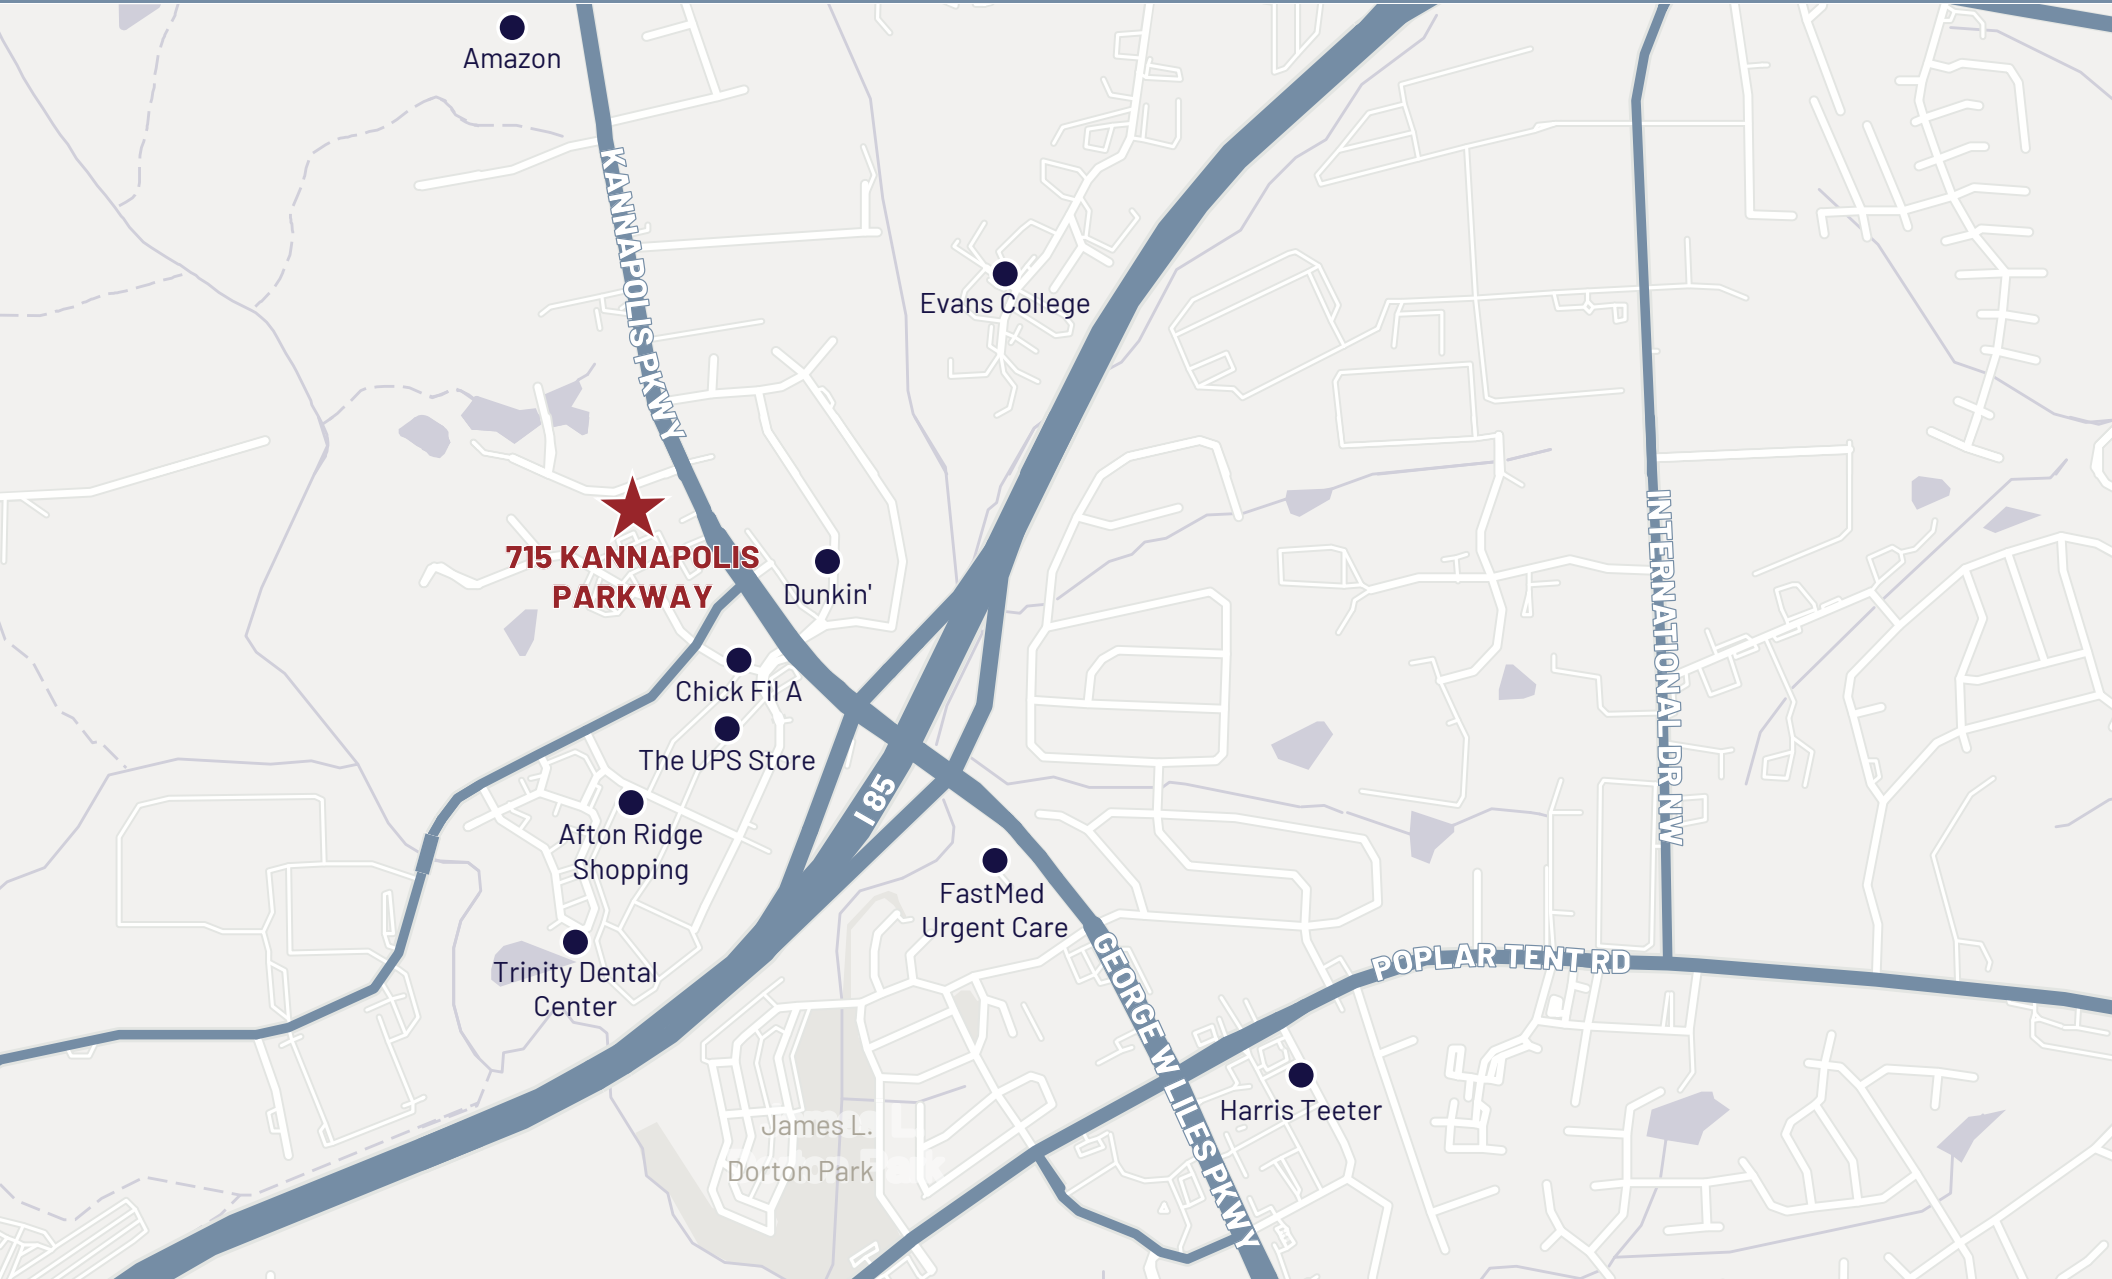 Amazon
KANNAPOLIS PKWY
Evans College
715 KANNAPOLIS
PARKWAY
Dunkin'
Chick Fil A
The UPS Store
I 85
Afton Ridge
Shopping
FastMed
Urgent Care
Trinity Dental
Center
INTERNATIONAL DR NW
POPLAR TENT RD
GEORGE W LILES PKWY
Harris Teeter
James L.
Dorton Park